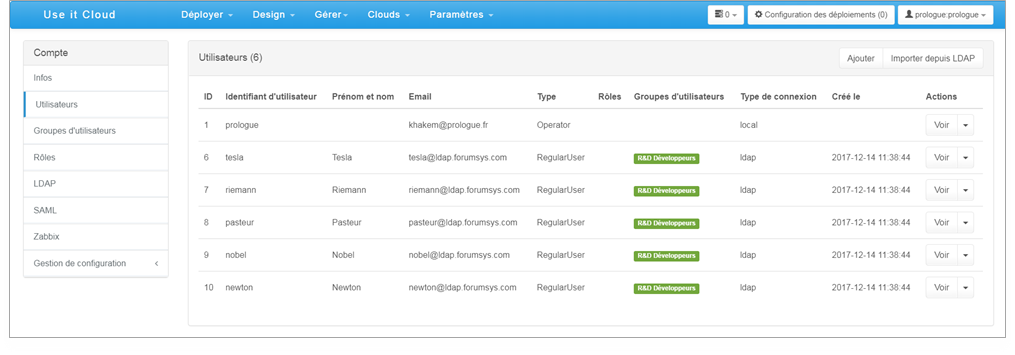 Use it Cloud Déployer Design Gérer Clouds Paramètres 0 Configuration des déploiements (0) prologue:prologue
Compte
Infos
Utilisateurs
Groupes d'utilisateurs
Rôles
LDAP
SAML
Zabbix
Gestion de configuration
Utilisateurs (6) Ajouter Importer depuis LDAP
ID Identifiant d'utilisateur Prénom et nom Email Type Rôles Groupes d'utilisateurs Type de connexion Créé le Actions
1 prologue khakem@prologue.fr Operator local Voir
6 tesla Tesla tesla@ldap.forumsys.com RegularUser R&D Développeurs ldap 2017-12-14 11:38:44 Voir
7 riemann Riemann riemann@ldap.forumsys.com RegularUser R&D Développeurs ldap 2017-12-14 11:38:44 Voir
8 pasteur Pasteur pasteur@ldap.forumsys.com RegularUser R&D Développeurs ldap 2017-12-14 11:38:44 Voir
9 nobel Nobel nobel@ldap.forumsys.com RegularUser R&D Développeurs ldap 2017-12-14 11:38:44 Voir
10 newton Newton newton@ldap.forumsys.com RegularUser R&D Développeurs ldap 2017-12-14 11:38:44 Voir